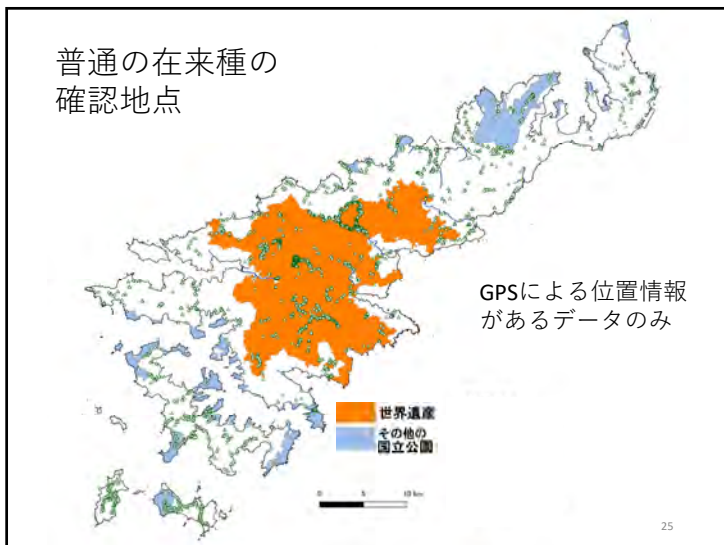 普通の在来種の
確認地点
GPSによる位置情報
があるデータのみ
世界遺産
その他の
国立公園
0 5 10 km
25